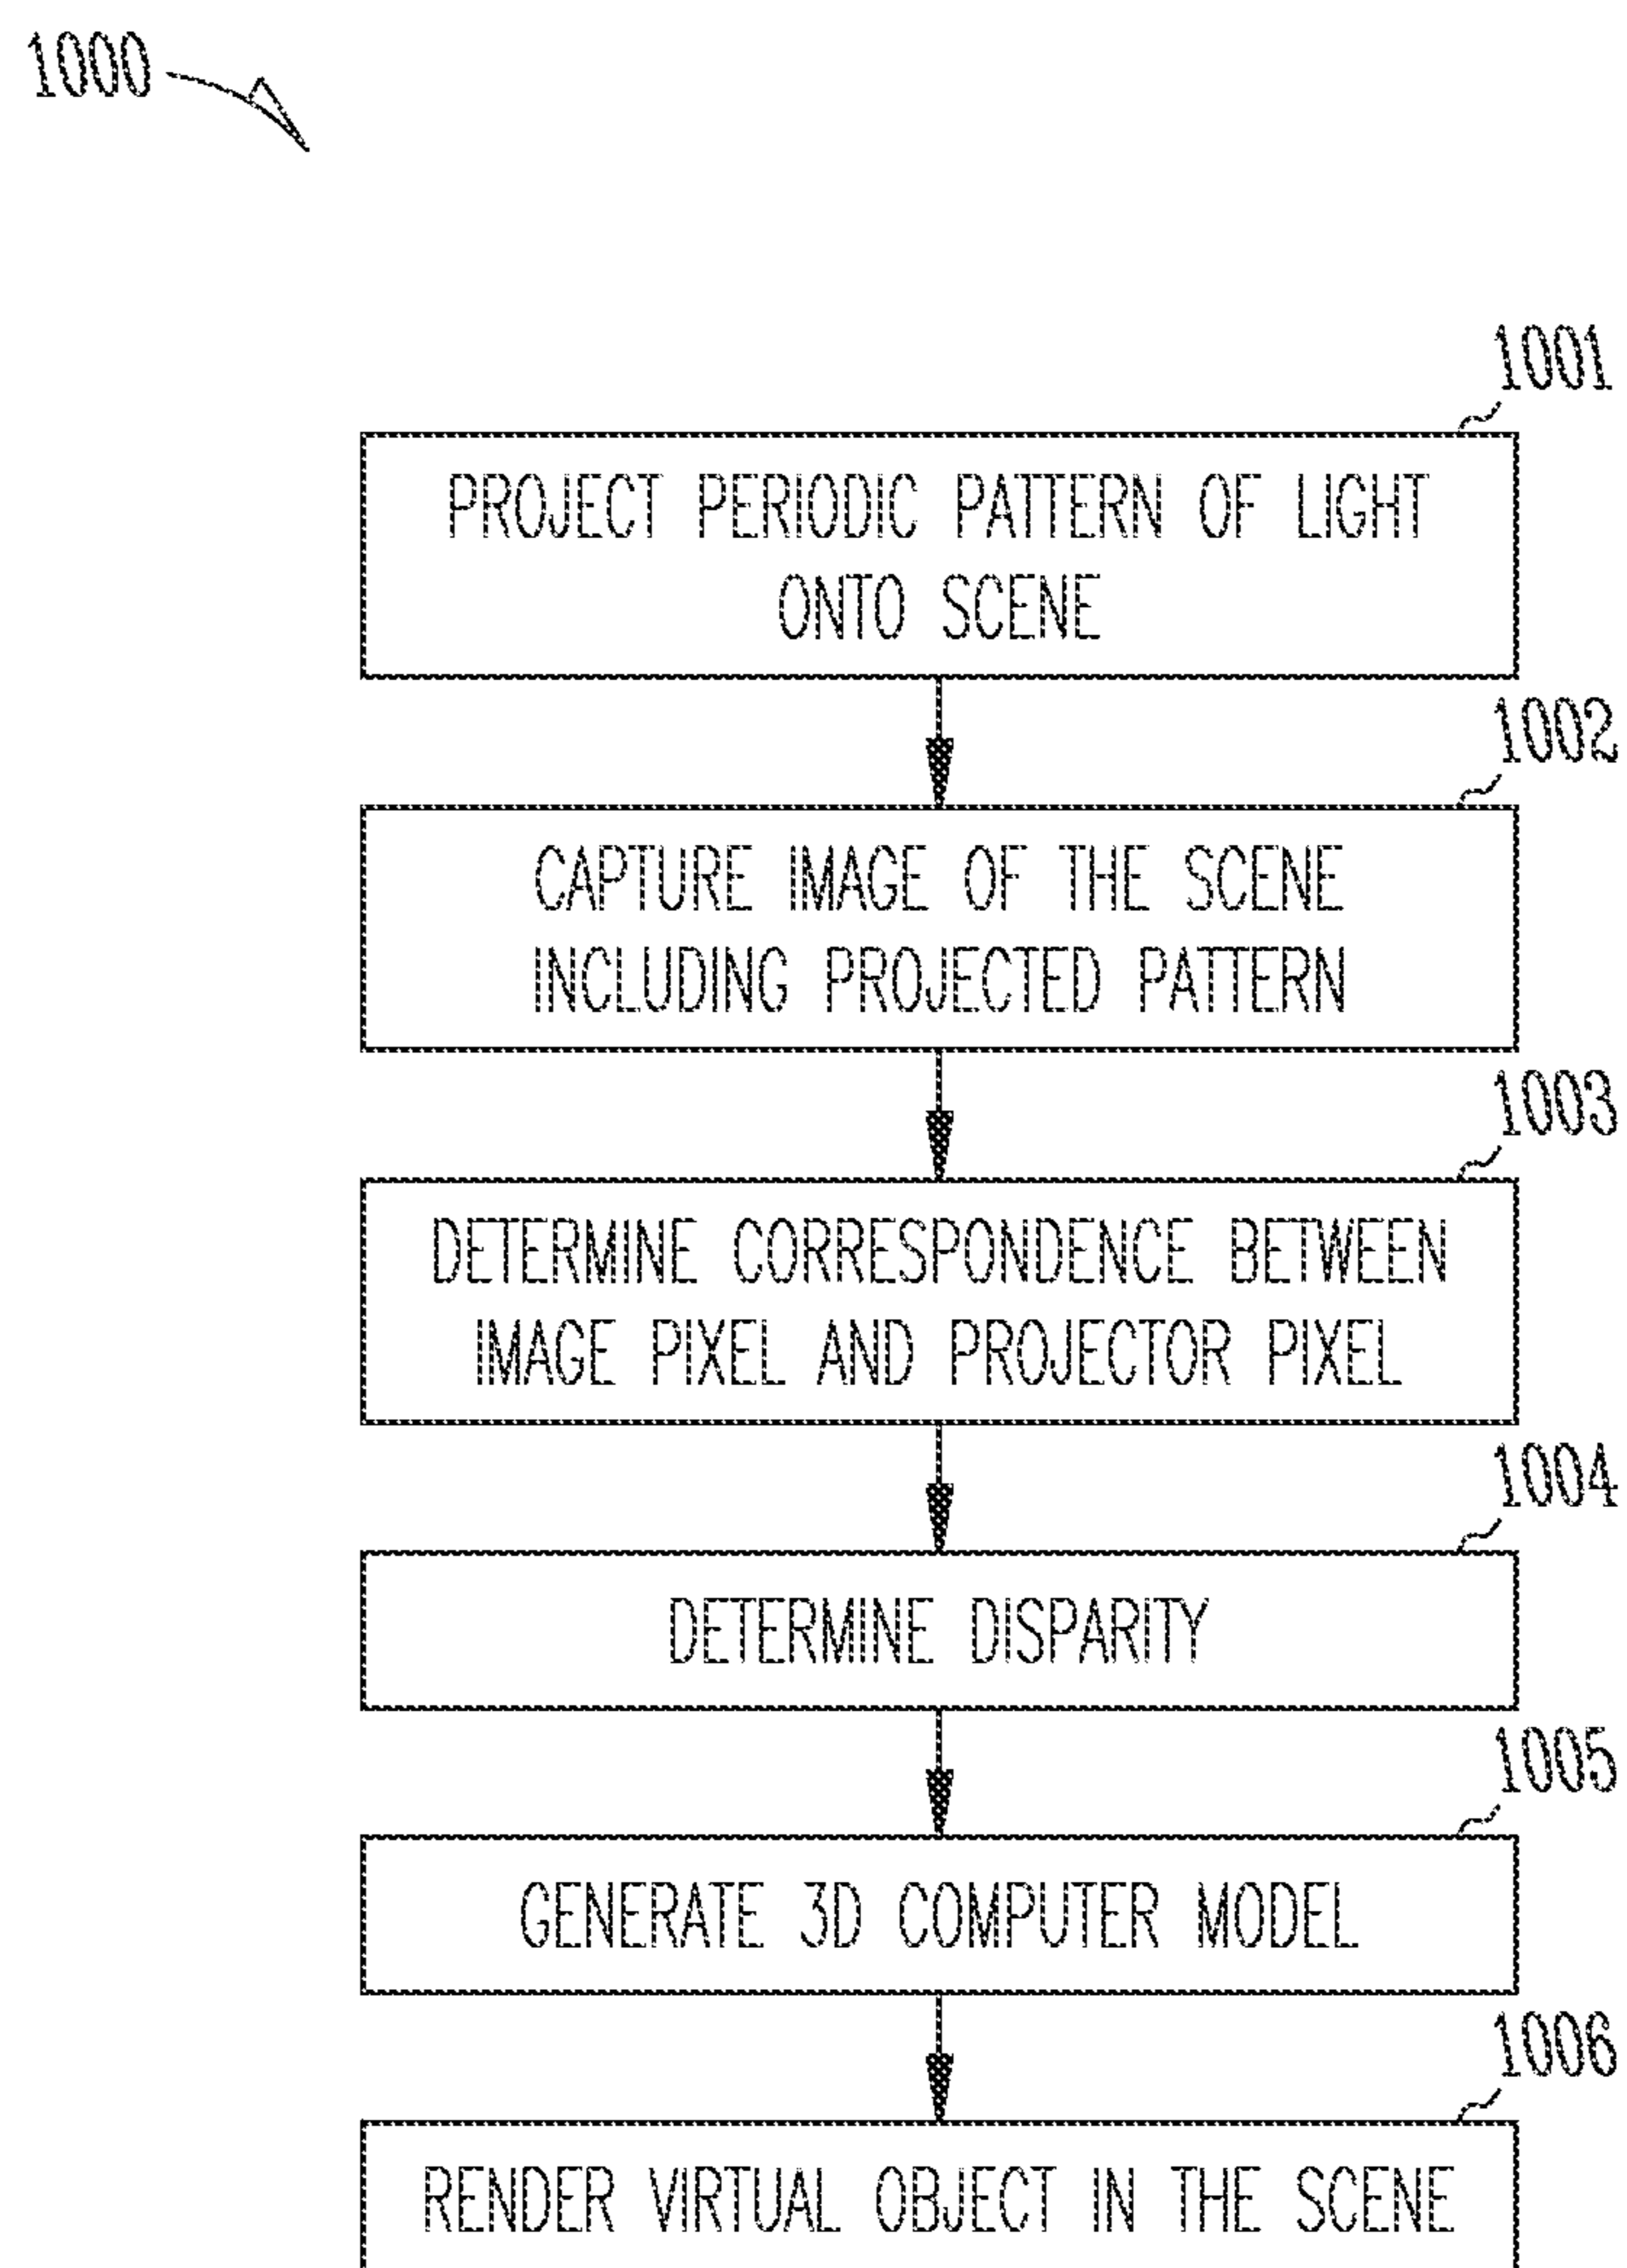 1000
1001
PROJECT PERIODIC PATTERN OF LIGHT
ONTO SCENE
1002
CAPTURE IMAGE OF THE SCENE
INCLUDING PROJECTED PATTERN
1003
DETERMINE CORRESPONDENCE BETWEEN
IMAGE PIXEL AND PROJECTOR PIXEL
1004
DETERMINE DISPARITY
1005
GENERATE 3D COMPUTER MODEL
1006
RENDER VIRTUAL OBJECT IN THE SCENE